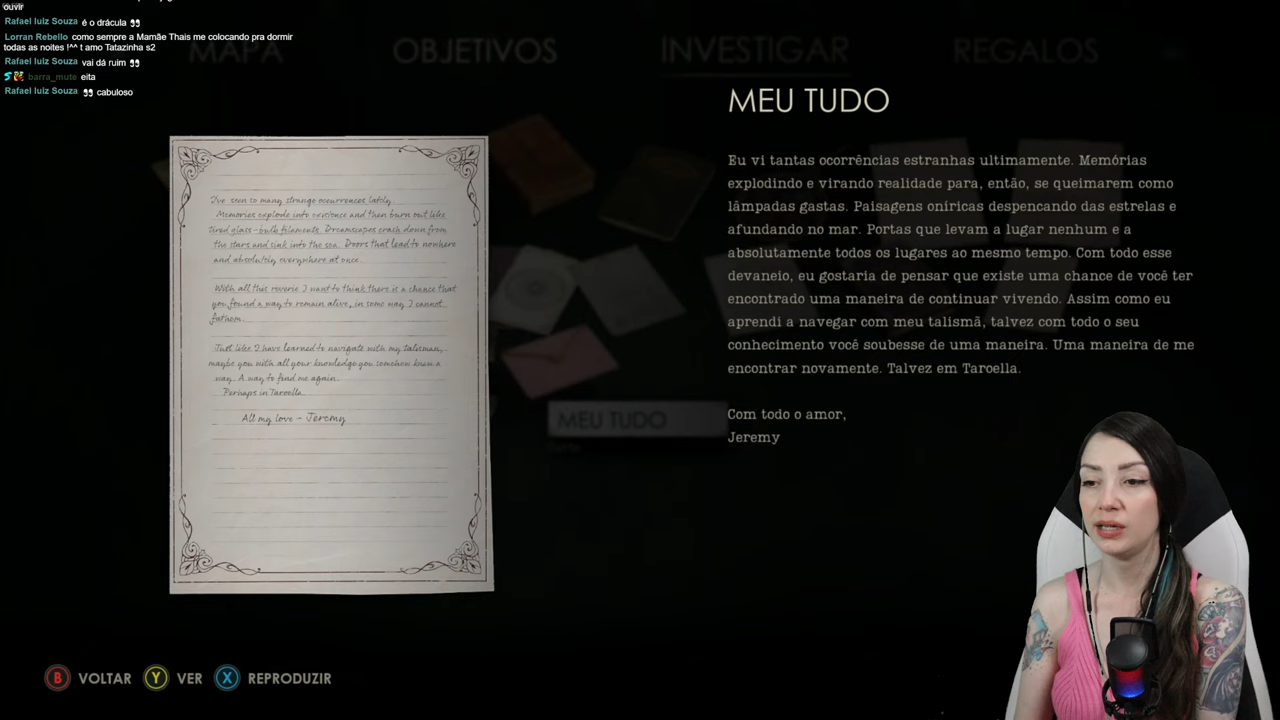 ouvir
Rafael luiz Souza é o drácula
Lorran Rebello como sempre a Mamãe Thais me colocando pra dormir
todas as noites !^^ t amo Tatazinha s2
Rafael luiz Souza vai dá ruim
barra_mute eita
Rafael luiz Souza cabuloso
MAPA
OBJETIVOS
INVESTIGAR
REGALOS
MEU TUDO
Eu vi tantas ocorrências estranhas ultimamente. Memórias
explodindo e virando realidade para, então, se queimarem como
lâmpadas gastas. Paisagens oníricas despencando das estrelas e
afundando no mar. Portas que levam a lugar nenhum e a
absolutamente todos os lugares ao mesmo tempo. Com todo esse
devaneio, eu gostaria de pensar que existe uma chance de você ter
encontrado uma maneira de continuar vivendo. Assim como eu
aprendi a navegar com meu talismã, talvez com todo o seu
conhecimento você soubesse de uma maneira. Uma maneira de me
encontrar novamente. Talvez em Taroella.
Com todo o amor,
Jeremy
I've seen so many strange occurrences lately.
Memories explode into existence and then burn out like
tired glass-bulb filaments. Dreamscapes crash down from
the stars and sink into the sea. Doors that lead to nowhere
and absolutely everywhere at once.
With all this reverie I want to think there is a chance that
you found a way to remain alive, in some way I cannot
fathom.
Just like I have learned to navigate with my talisman,
maybe you with all your knowledge you somehow knew a
way. A way to find me again.
Perhaps in Taroella.
All my love - Jeremy
MEU TUDO
B VOLTAR Y VER X REPRODUZIR